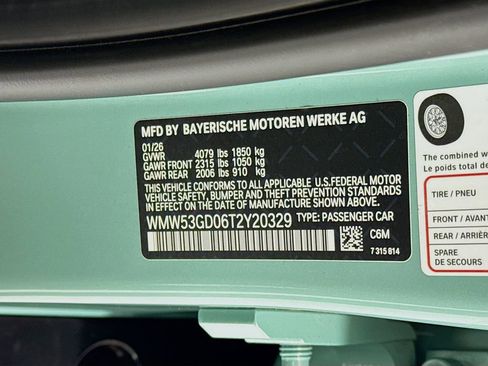 MFD BY BAYERISCHE MOTOREN WERKE AG
01/26
GVWR 4079 lbs 1850 kg
GAWR FRONT 2315 lbs 1050 kg
GAWR REAR 2006 lbs 910 kg
THIS VEHICLE CONFORMS TO ALL APPLICABLE U.S. FEDERAL MOTOR
VEHICLE SAFETY, BUMPER AND THEFT PREVENTION STANDARDS
IN EFFECT ON THE DATE OF MANUFACTURE SHOWN ABOVE.
WMW53GD06T2Y20329 TYPE: PASSENGER CAR
C6M
7 315 814
The combined w
Le poids total de
TIRE / PNEU
FRONT / AVANT
REAR / ARRIÈR
SPARE
DE SECOURS